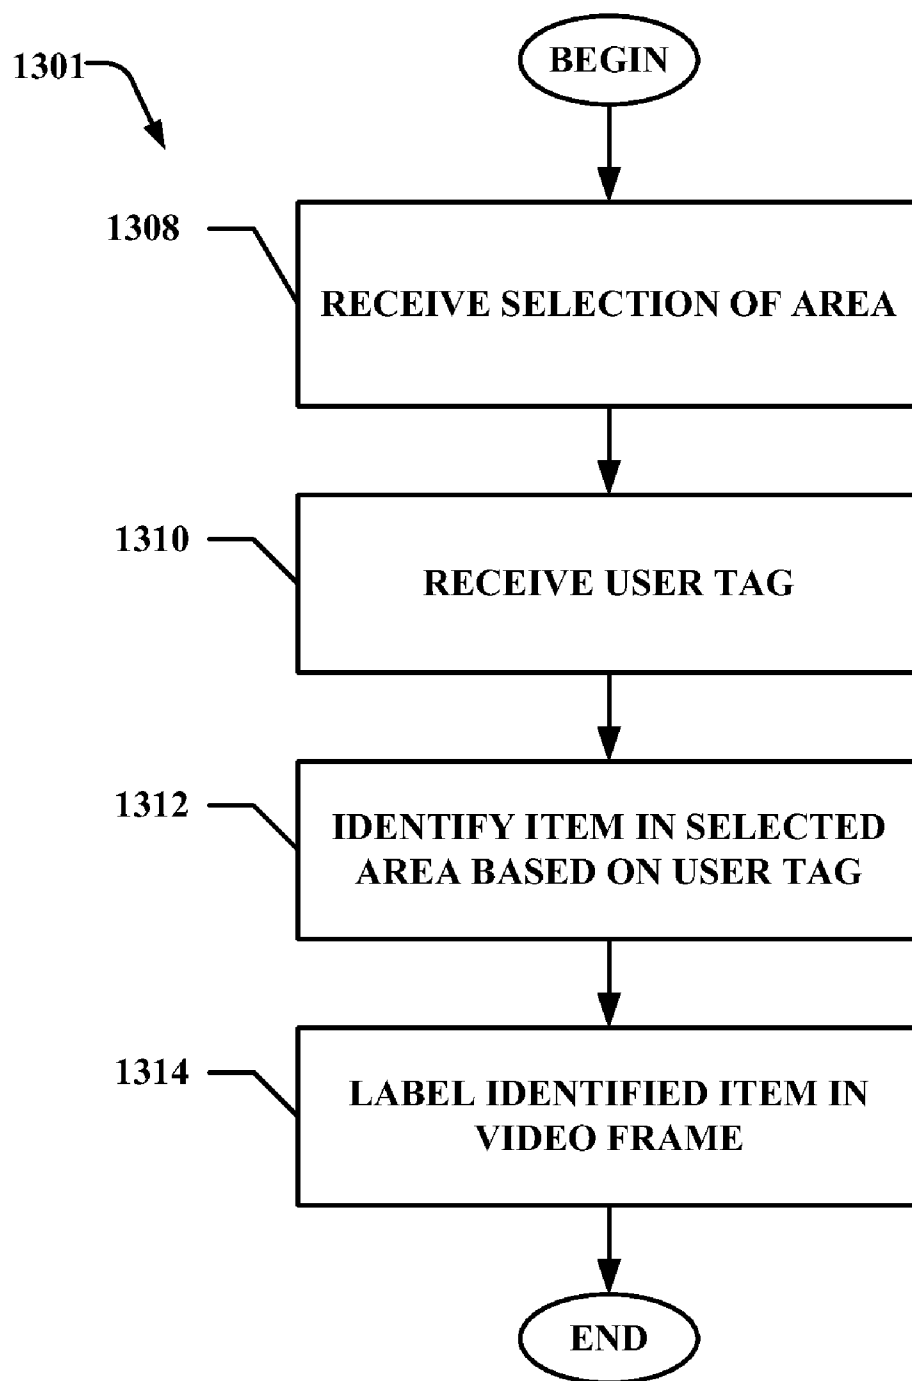 BEGIN
1301
1308
RECEIVE SELECTION OF AREA
1310
RECEIVE USER TAG
1312
IDENTIFY ITEM IN SELECTED
AREA BASED ON USER TAG
1314
LABEL IDENTIFIED ITEM IN
VIDEO FRAME
END